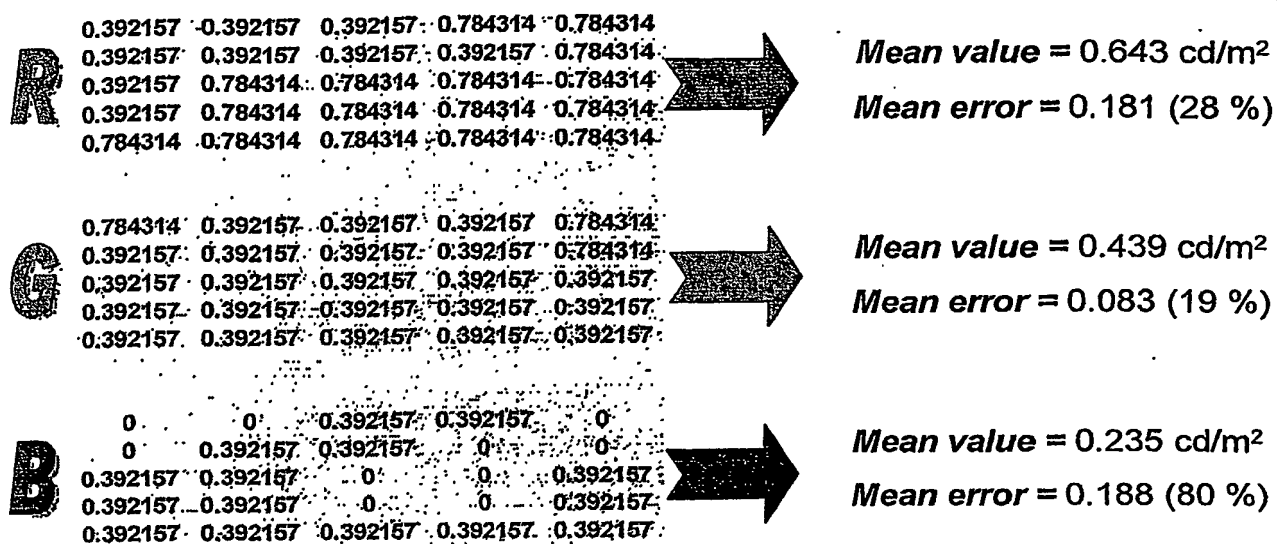 R
0.392157 0.392157 0.392157 0.784314 0.784314
0.392157 0.392157 0.392157 0.392157 0.784314
0.392157 0.784314 0.784314 0.784314 0.784314
0.392157 0.784314 0.784314 0.784314 0.784314
0.784314 0.784314 0.784314 0.784314 0.784314
Mean value = 0.643 cd/m²
Mean error = 0.181 (28 %)
G
0.784314 0.392157 0.392157 0.392157 0.784314
0.392157 0.392157 0.392157 0.392157 0.784314
0.392157 0.392157 0.392157 0.392157 0.392157
0.392157 0.392157 0.392157 0.392157 0.392157
0.392157 0.392157 0.392157 0.392157 0.392157
Mean value = 0.439 cd/m²
Mean error = 0.083 (19 %)
B
0 0 0.392157 0.392157 0
0 0.392157 0.392157 0 0
0.392157 0.392157 0 0 0.392157
0.392157 0.392157 0 0 0.392157
0.392157 0.392157 0.392157 0.392157 0.392157
Mean value = 0.235 cd/m²
Mean error = 0.188 (80 %)